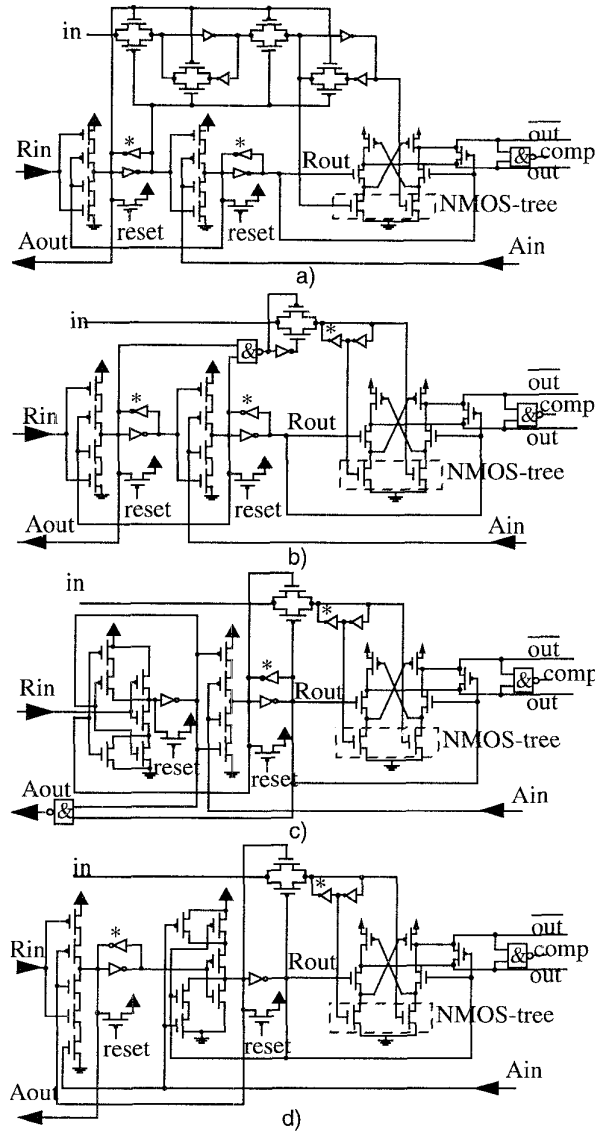 in
*
*
Rin
Rout
out
& comp
out
NMOS-tree
reset
reset
Aout
Ain
a)
in
&
*
*
*
Rin
Rout
out
& comp
out
NMOS-tree
reset
reset
Aout
Ain
b)
in
*
*
Rin
Rout
out
& comp
out
NMOS-tree
reset
reset
Aout
&
Ain
c)
in
*
*
Rin
Rout
out
& comp
out
NMOS-tree
reset
reset
Aout
Ain
d)